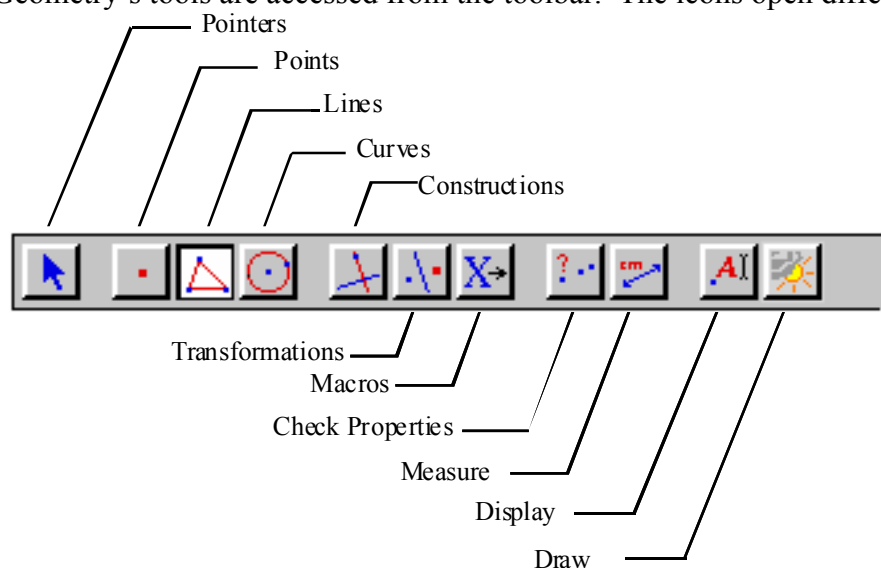 Geometry's tools are accessed from the toolbar. The icons open
Pointers
Points
Lines
Curves
Constructions
? cm A
X
Transformations
Macros
Check Properties
Measure
Display
Draw